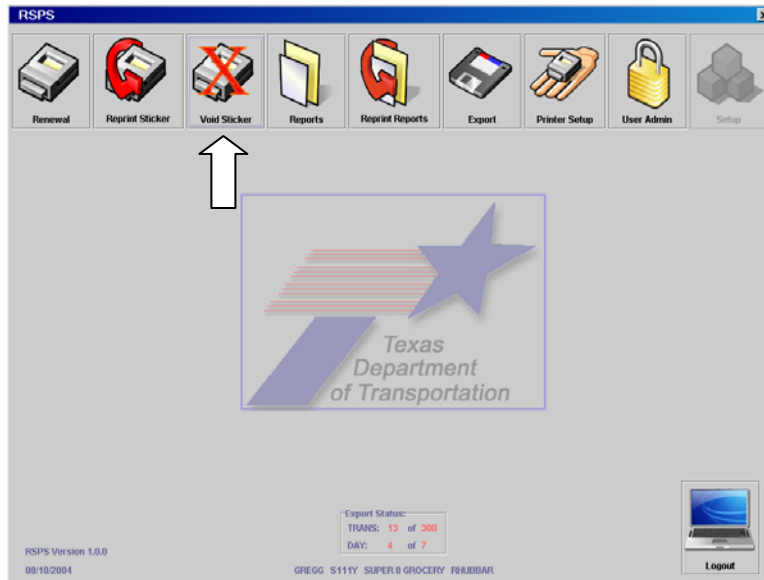 RSPS
Renewal
Reprint Sticker
Void Sticker
Reports
Reprint Reports
Export
Printer Setup
User Admin
Setup
Texas
Department
of Transportation
Export Status:
TRANS: 13 of 300
DAY: 4 of 7
RSPS Version 1.0.0
08/10/2004
GREGG S111Y SUPER 8 GROCERY RHUBBAR
Logout